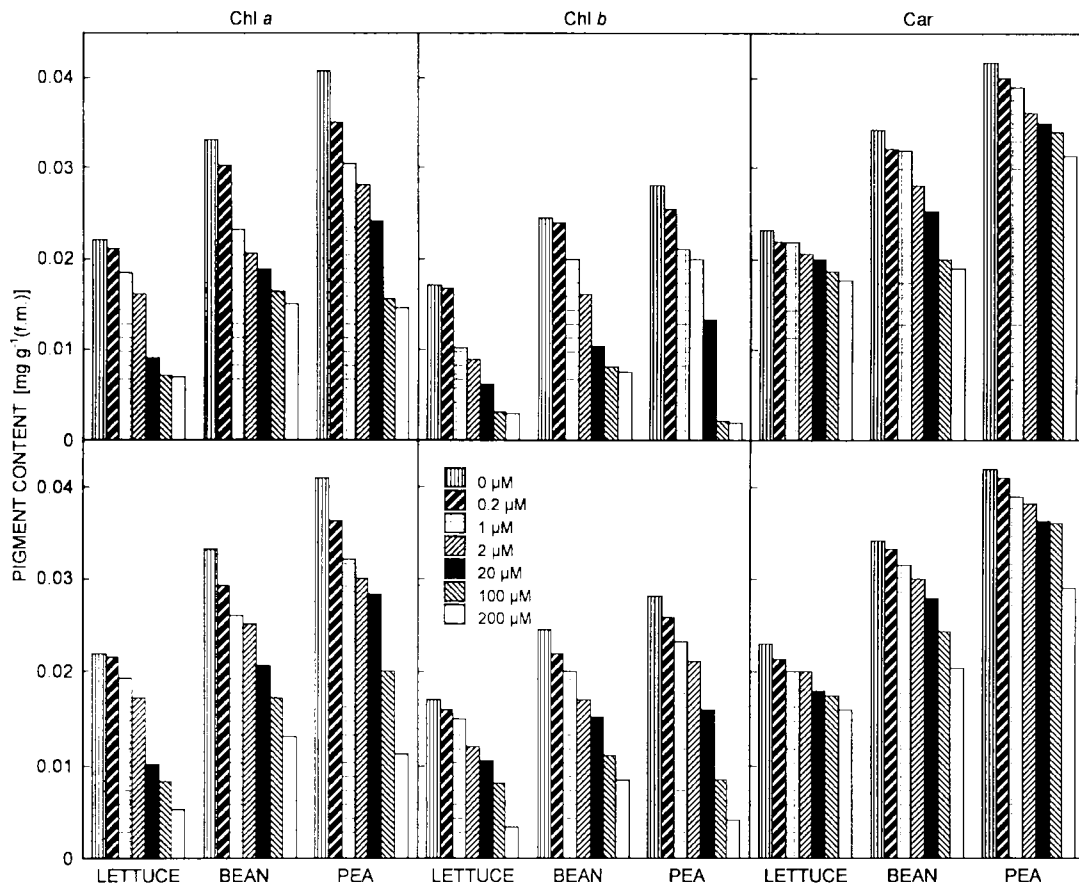 Chl a Chl b Car
PIGMENT CONTENT [mg g⁻¹(f.m.)]
0.04
0.03
0.02
0.01
0
0.04
0.03
0.02
0.01
0
0 µM
0.2 µM
1 µM
2 µM
20 µM
100 µM
200 µM
LETTUCE BEAN PEA LETTUCE BEAN PEA LETTUCE BEAN PEA